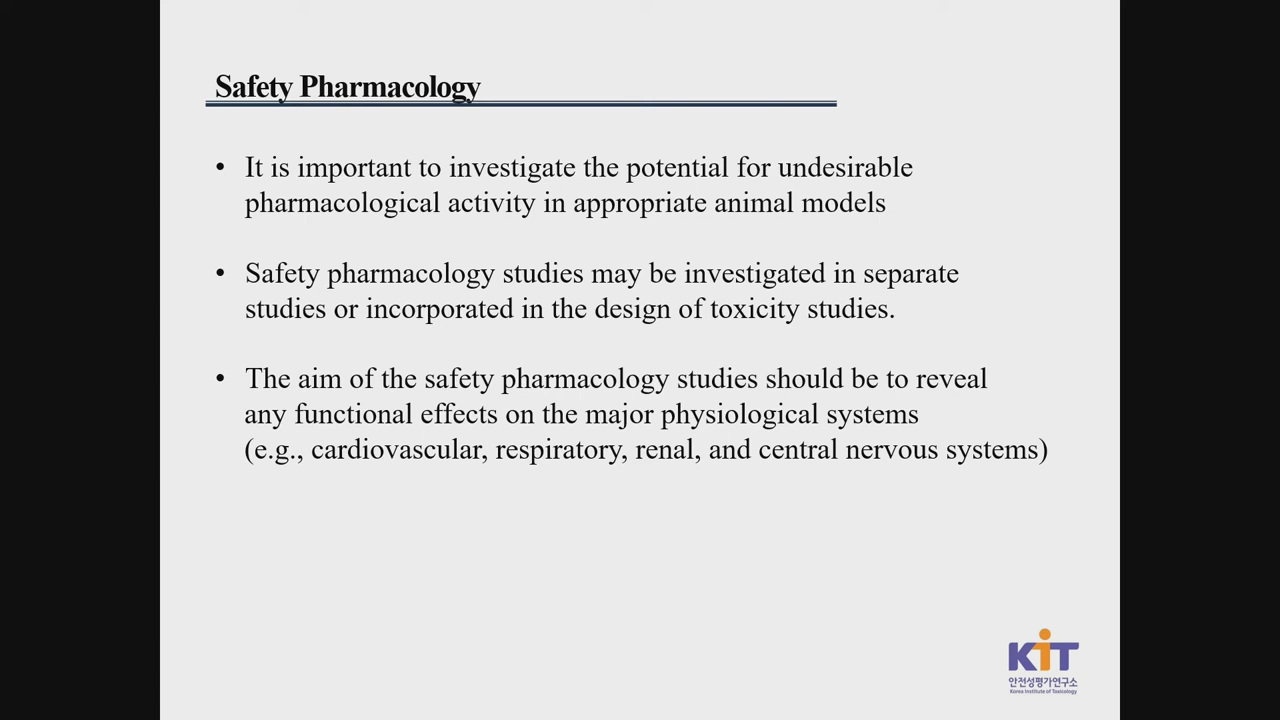 Safety Pharmacology
• It is important to investigate the potential for undesirable
pharmacological activity in appropriate animal models
• Safety pharmacology studies may be investigated in separate
studies or incorporated in the design of toxicity studies.
• The aim of the safety pharmacology studies should be to reveal
any functional effects on the major physiological systems
(e.g., cardiovascular, respiratory, renal, and central nervous systems)
KiT
안전성평가연구소
Korea Institute of Toxicology